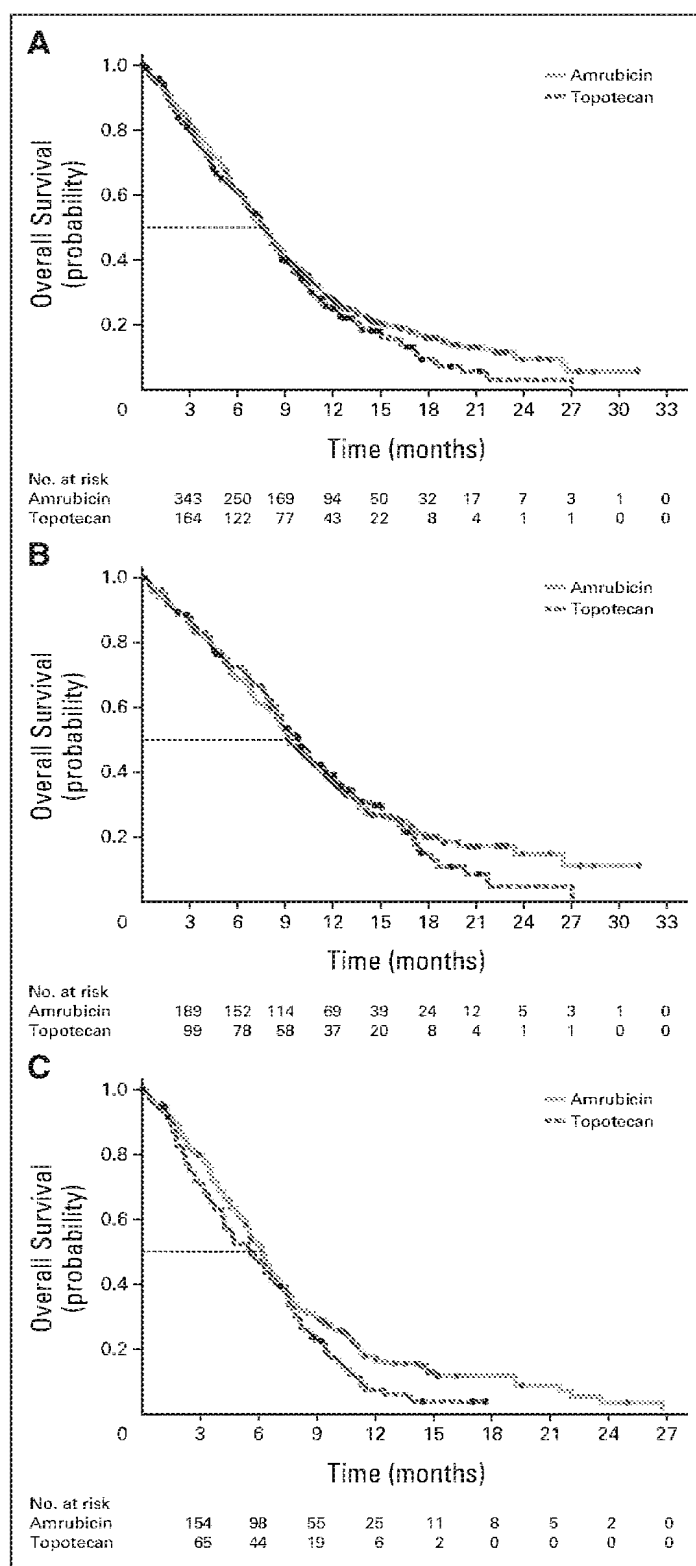 A
Overall Survival
(probability)
1.0
0.8
0.6
0.4
0.2
Amrubicin
Topotecan
0 3 6 9 12 15 18 21 24 27 30 33
Time (months)
No. at risk
Amrubicin 343 250 169 94 50 32 17 7 3 1 0
Topotecan 164 122 77 43 22 8 4 1 1 0 0
B
Overall Survival
(probability)
1.0
0.8
0.6
0.4
0.2
Amrubicin
Topotecan
0 3 6 9 12 15 18 21 24 27 30 33
Time (months)
No. at risk
Amrubicin 189 152 114 69 39 24 12 5 3 1 0
Topotecan 99 78 58 37 20 8 4 1 1 0 0
C
Overall Survival
(probability)
1.0
0.8
0.6
0.4
0.2
Amrubicin
Topotecan
0 3 6 9 12 15 18 21 24 27
Time (months)
No. at risk
Amrubicin 154 98 55 25 11 8 5 2 0
Topotecan 65 44 19 6 2 0 0 0 0